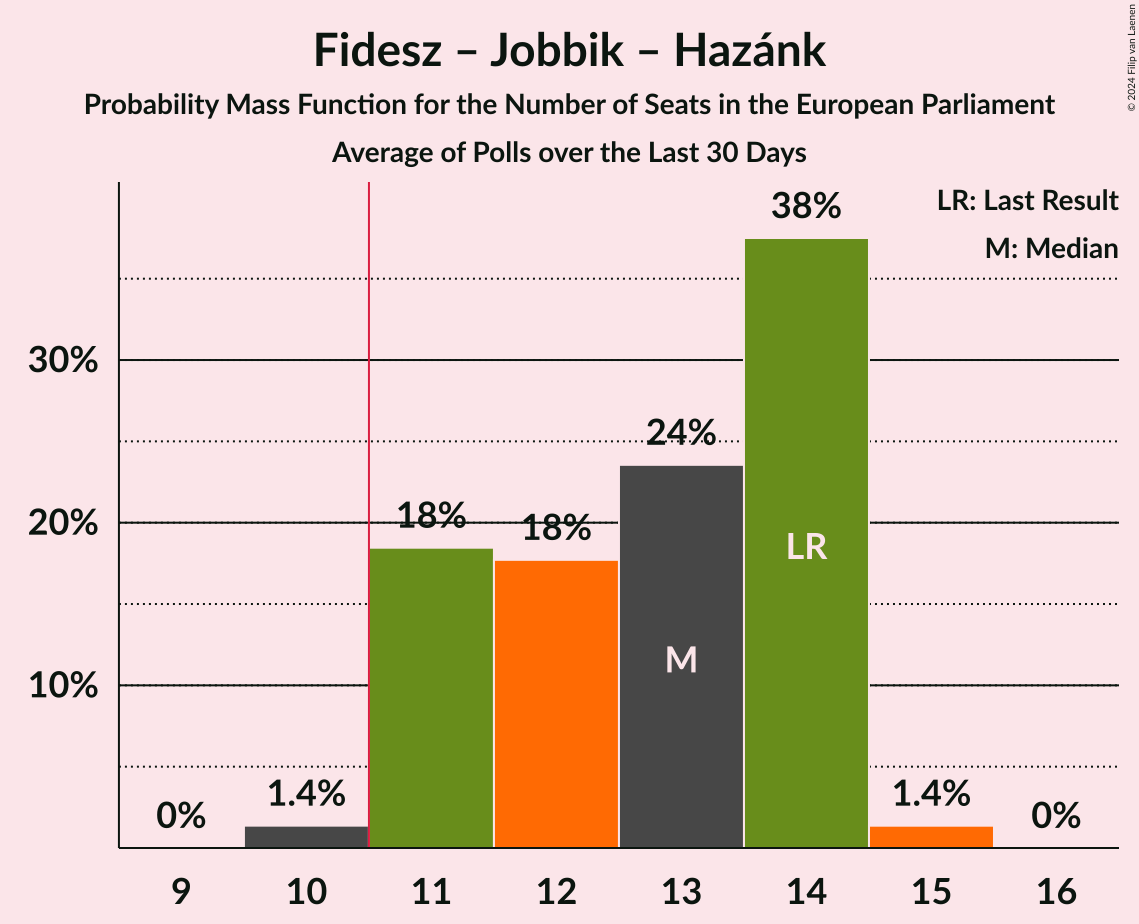 Fidesz – Jobbik – Hazánk
Probability Mass Function for the Number of Seats in the European Parliament
Average of Polls over the Last 30 Days
© 2024 Filip van Laenen
LR: Last Result
M: Median
38%
30%
24%
20%
18%
18%
LR
M
10%
0%
1.4%
1.4%
0%
9
10
11
12
13
14
15
16